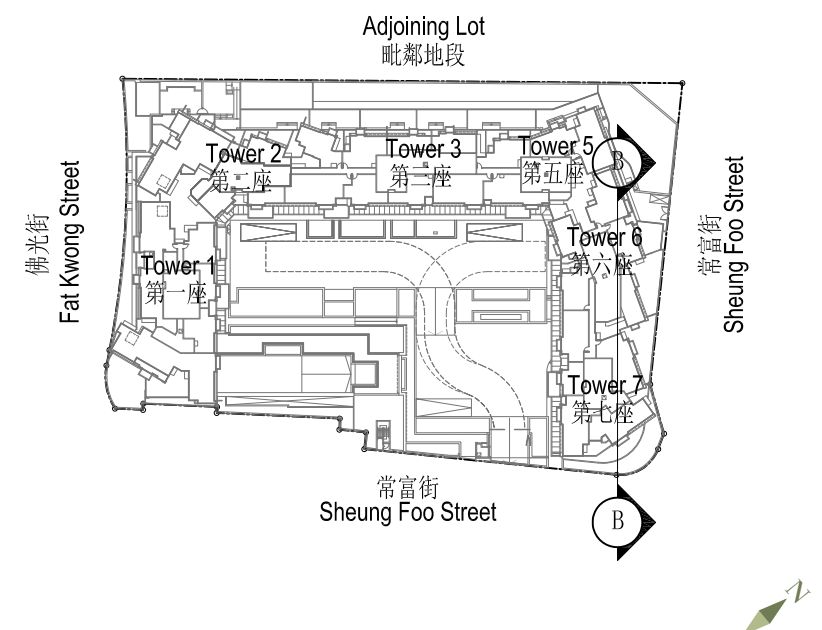 Adjoining Lot
毗鄰地段
Tower 2
第二座
Tower 3
第三座
Tower 5
第五座
B
佛光街
Fat Kwong Street
常富街
Sheung Foo Street
Tower 1
第一座
Tower 6
第六座
Tower 7
第七座
常富街
Sheung Foo Street
B
N